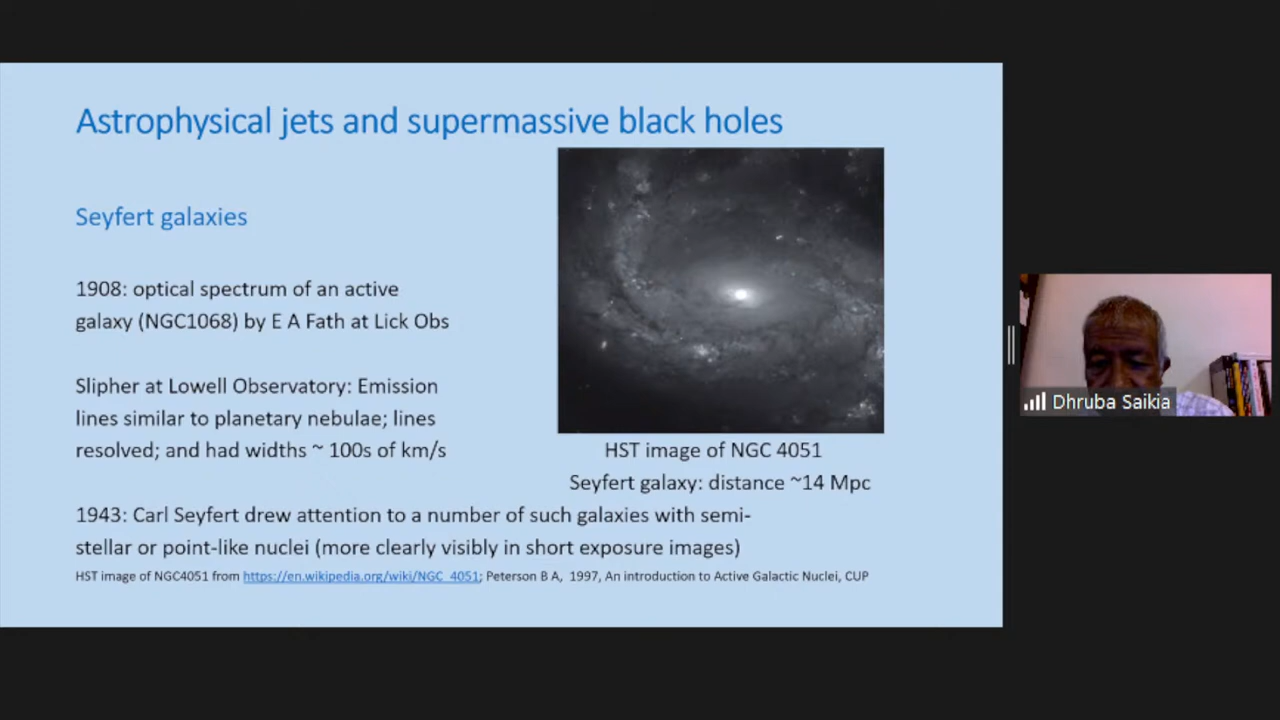 Astrophysical jets and supermassive black holes
Seyfert galaxies
1908: optical spectrum of an active
galaxy (NGC1068) by E A Fath at Lick Obs
Slipher at Lowell Observatory: Emission
lines similar to planetary nebulae; lines
resolved; and had widths ~ 100s of km/s
HST image of NGC 4051
Seyfert galaxy: distance ~14 Mpc
1943: Carl Seyfert drew attention to a number of such galaxies with semi-
stellar or point-like nuclei (more clearly visibly in short exposure images)
HST image of NGC4051 from https://en.wikipedia.org/wiki/NGC_4051; Peterson B A, 1997, An introduction to Active Galactic Nuclei, CUP
Dhruba Saikia